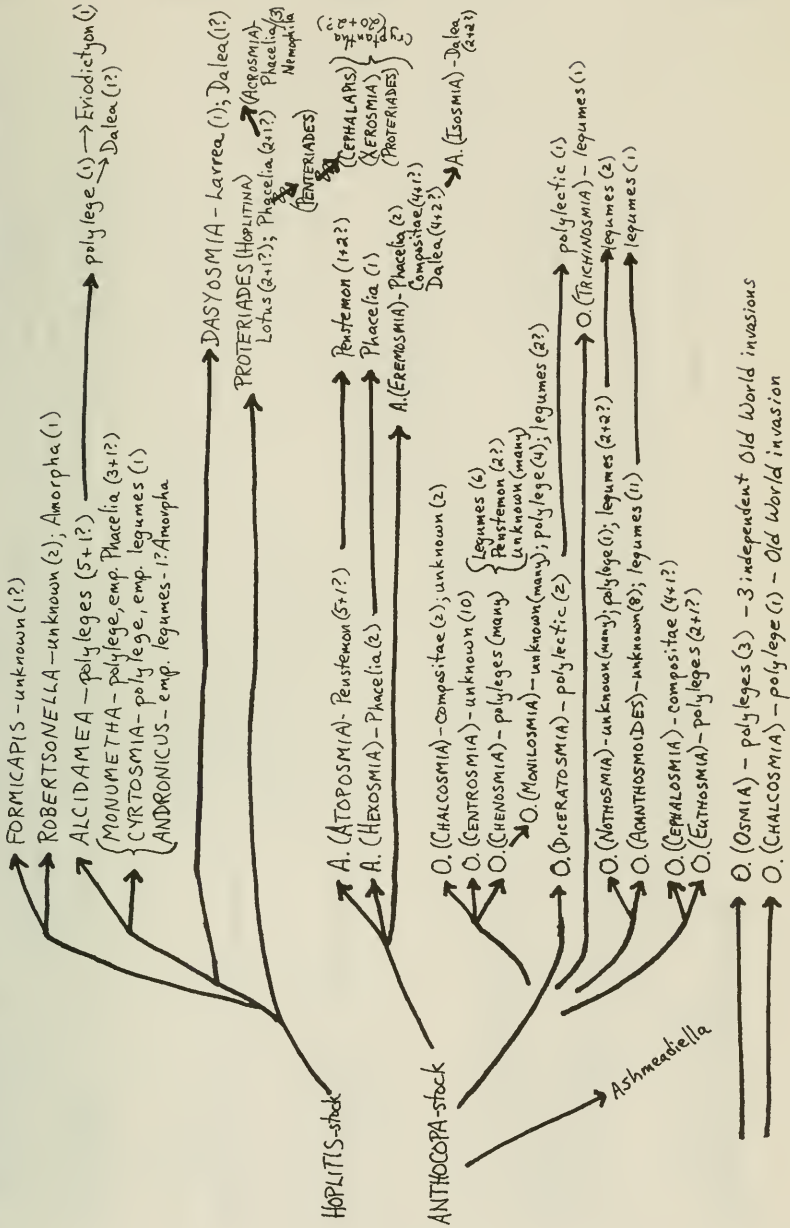 FORMICAPIS - unknown (1?)
ROBERTSONELLA - unknown (2); Amorpha (1)
ALCIDAMEA - polyleges (5+1?)
polylege (1) → Eriodictyon (1)
Dalea (1?)
MONUMETHA - polylege, emp. Phacelia (3+1?)
CYRTOSMIA - polylege, emp. legumes (1)
ANDRONICUS - emp. legumes - 1? Amorpha
DASYOSMIA - Larrea (1); Dalea (1?)
PROTERIADES (HOPLITINA)
Lotus (2+1?); Phacelia (2+1?)
(ACROSMIA)-
Phacelia (3)
Nemophila
(PENTERIADES)
(CEPHALAPIS)
(XEROSMIA)
(PROTERIADES)
Cryptantha
(20+2?)
HOPLITIS-stock
A. (ATOPOSMIA)- Penstemon (5+1?)
Penstemon (1+2?)
A. (HEXOSMIA) - Phacelia (2)
Phacelia (1)
A. (EREMOSMIA)- Phacelia (2)
Compositae (4+1?)
Dalea (4+2?)
A. (ISOSMIA) - Dalea
(2+2?)
ANTHOCOPA-stock
O. (CHALCOSMIA)-compositae (2); unknown (2)
O. (CENTROSMIA)-unknown (10)
O. (CHENOSMIA)-polyleges (many)
Legumes (6)
Penstemon (2?)
unknown (many)
O. (MONILOSMIA)-unknown (many); polylege (4); legumes (2?)
O. (DICERATOSMIA)-polylectic (2)
polylectic (1)
O. (TRICHINOSMIA) - legumes (1)
O. (NOTHOSMIA)-unknown (many); polylege (1); legumes (2+2?)
legumes (2)
O. (ACANTHOSMOIDES)-unknown (8); legumes (11)
legumes (1)
O. (CEPHALOSMIA)-compositae (4+1?)
O. (EUTHOSMIA)-polyleges (2+1?)
Ashmeadiella
O. (OSMIA) - polyleges (3) - 3 independent Old World invasions
O. (CHALCOSMIA) - polylege (1) - Old World invasion